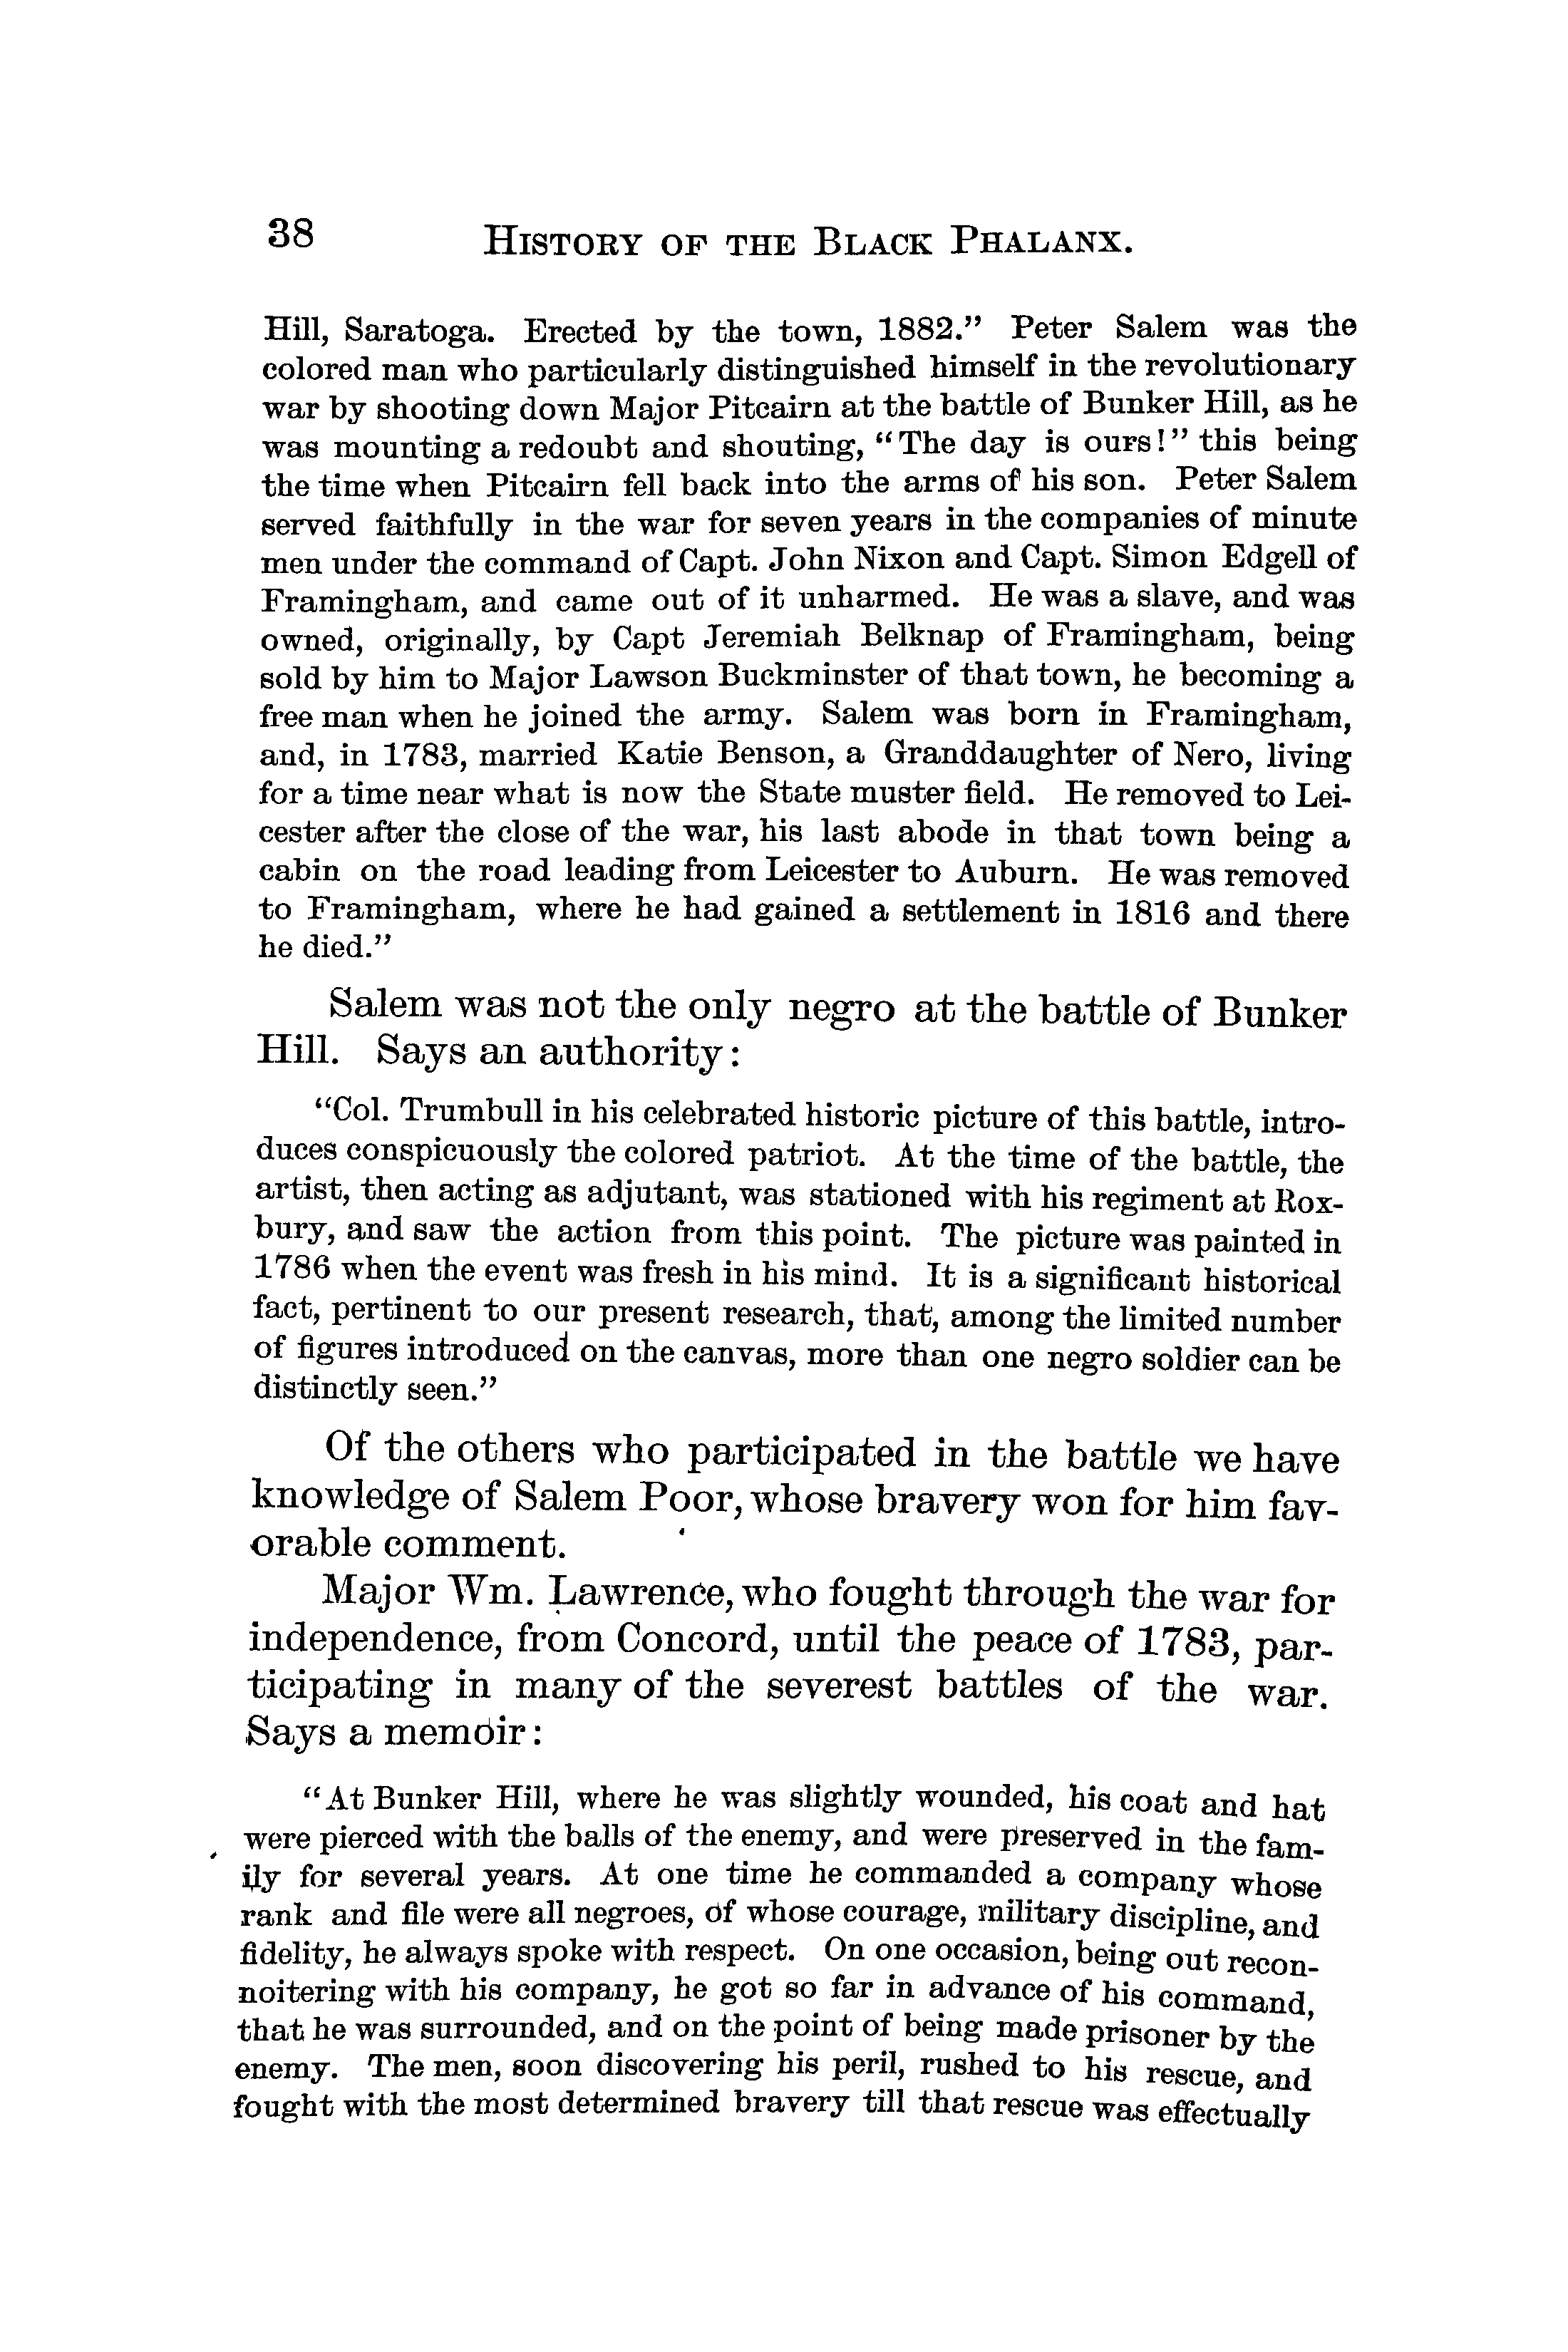 38 HISTORY OF THE BLACK PHALANX.
Hill, Saratoga. Erected by the town, 1882.” Peter Salem was the
colored man who particularly distinguished himself in the revolutionary
war by shooting down Major Pitcairn at the battle of Bunker Hill, as he
was mounting a redoubt and shouting, “The day is ours!” this being
the time when Pitcairn fell back into the arms of his son. Peter Salem
served faithfully in the war for seven years in the companies of minute
men under the command of Capt. John Nixon and Capt. Simon Edgell of
Framingham, and came out of it unharmed. He was a slave, and was
owned, originally, by Capt Jeremiah Belknap of Framingham, being
sold by him to Major Lawson Buckminster of that town, he becoming a
free man when he joined the army. Salem was born in Framingham,
and, in 1783, married Katie Benson, a Granddaughter of Nero, living
for a time near what is now the State muster field. He removed to Lei-
cester after the close of the war, his last abode in that town being a
cabin on the road leading from Leicester to Auburn. He was removed
to Framingham, where he had gained a settlement in 1816 and there
he died.”
Salem was not the only negro at the battle of Bunker
Hill. Says an authority:
“Col. Trumbull in his celebrated historic picture of this battle, intro-
duces conspicuously the colored patriot. At the time of the battle, the
artist, then acting as adjutant, was stationed with his regiment at Rox-
bury, and saw the action from this point. The picture was painted in
1786 when the event was fresh in his mind. It is a significant historical
fact, pertinent to our present research, that, among the limited number
of figures introduced on the canvas, more than one negro soldier can be
distinctly seen.”
Of the others who participated in the battle we have
knowledge of Salem Poor, whose bravery won for him fav-
orable comment.
Major Wm. Lawrence, who fought through the war for
independence, from Concord, until the peace of 1783, par-
ticipating in many of the severest battles of the war.
Says a memoir:
“At Bunker Hill, where he was slightly wounded, his coat and hat
were pierced with the balls of the enemy, and were preserved in the fam-
ily for several years. At one time he commanded a company whose
rank and file were all negroes, of whose courage, military discipline, and
fidelity, he always spoke with respect. On one occasion, being out recon-
noitering with his company, he got so far in advance of his command,
that he was surrounded, and on the point of being made prisoner by the
enemy. The men, soon discovering his peril, rushed to his rescue, and
fought with the most determined bravery till that rescue was effectually